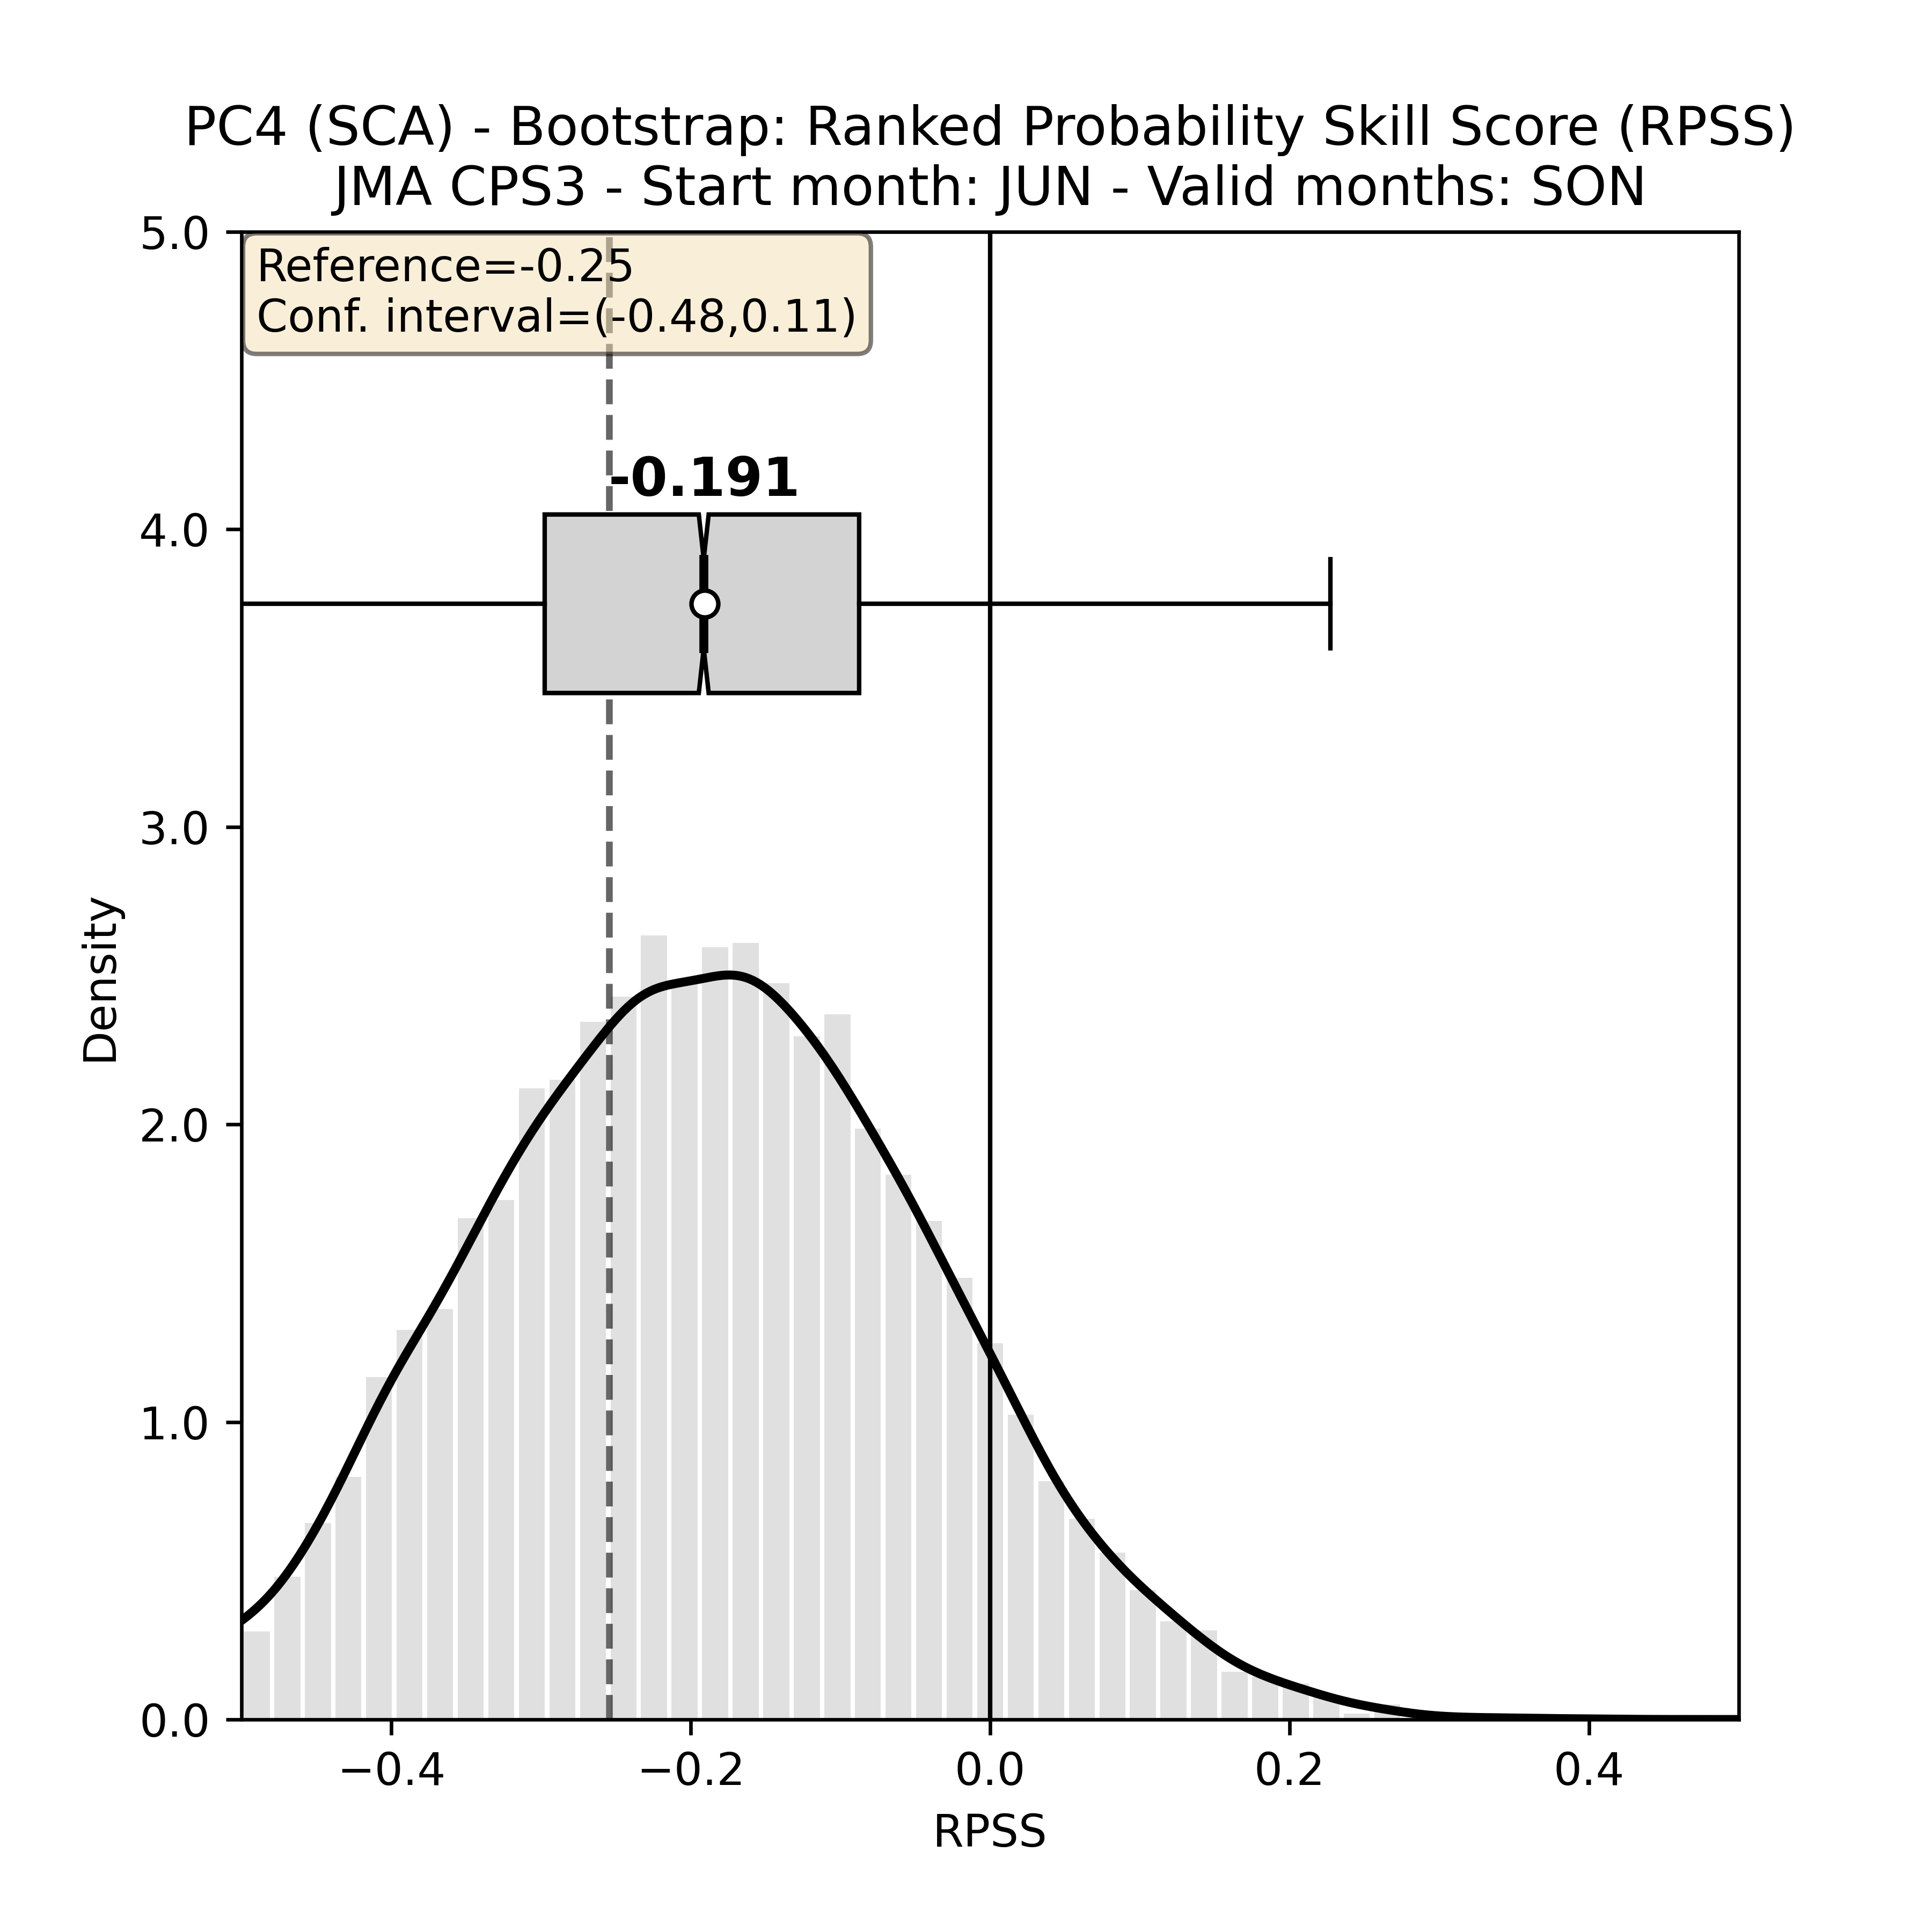 PC4 (SCA) - Bootstrap: Ranked Probability Skill Score (RPSS)
JMA CPS3 - Start month: JUN - Valid months: SON
5.0
Reference=-0.25
Conf. interval=(-0.48,0.11)
-0.191
4.0
3.0
Density
2.0
1.0
0.0
−0.4 −0.2 0.0 0.2 0.4
RPSS